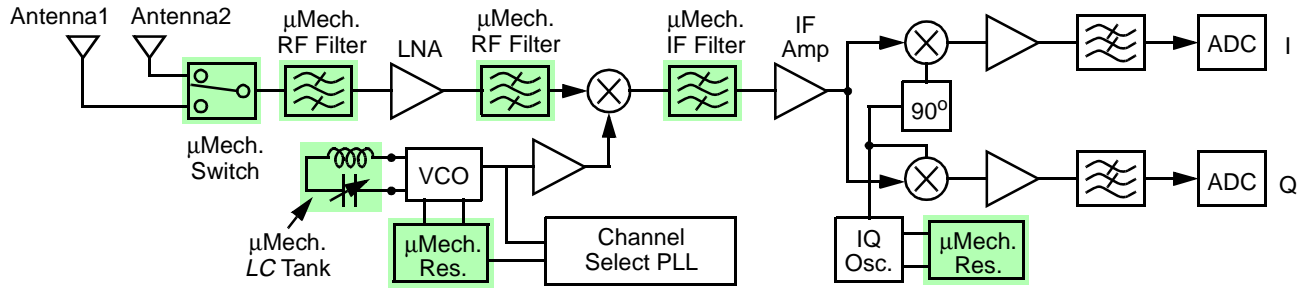 Antenna1
Antenna2
μMech.
RF Filter
LNA
μMech.
RF Filter
μMech.
IF Filter
IF
Amp
ADC
I
90o
μMech.
Switch
VCO
ADC
Q
μMech.
LC Tank
μMech.
Res.
Channel
Select PLL
IQ
Osc.
μMech.
Res.